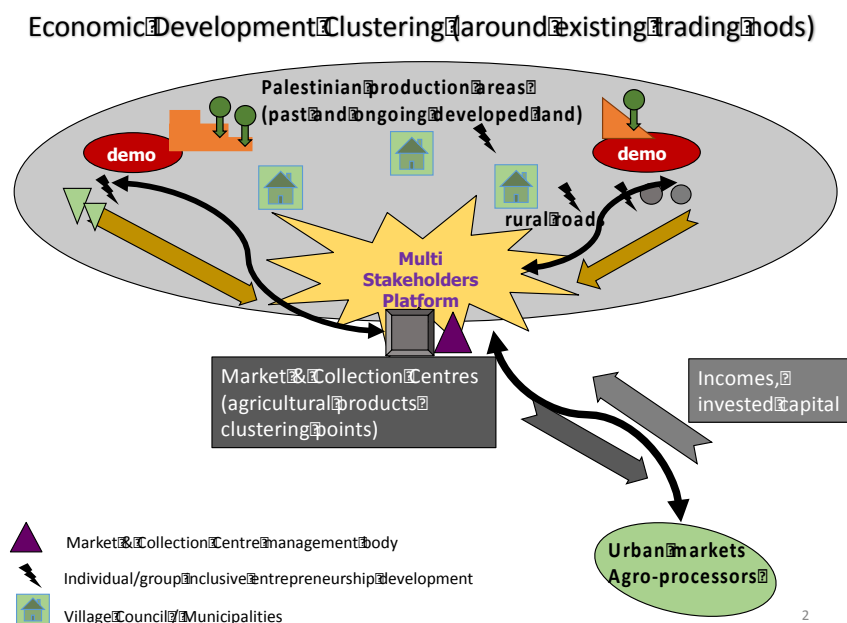 Economic Development Clustering (around existing trading nods)
Palestinian production areas
(past and ongoing developed land)
demo
demo
rural roads
Multi
Stakeholders
Platform
Market & Collection Centres
(agricultural products
clustering points)
Incomes,
invested capital
Market & Collection Centre management body
Individual/group inclusive entrepreneurship development
Village Council / Municipalities
Urban markets
Agro-processors
2